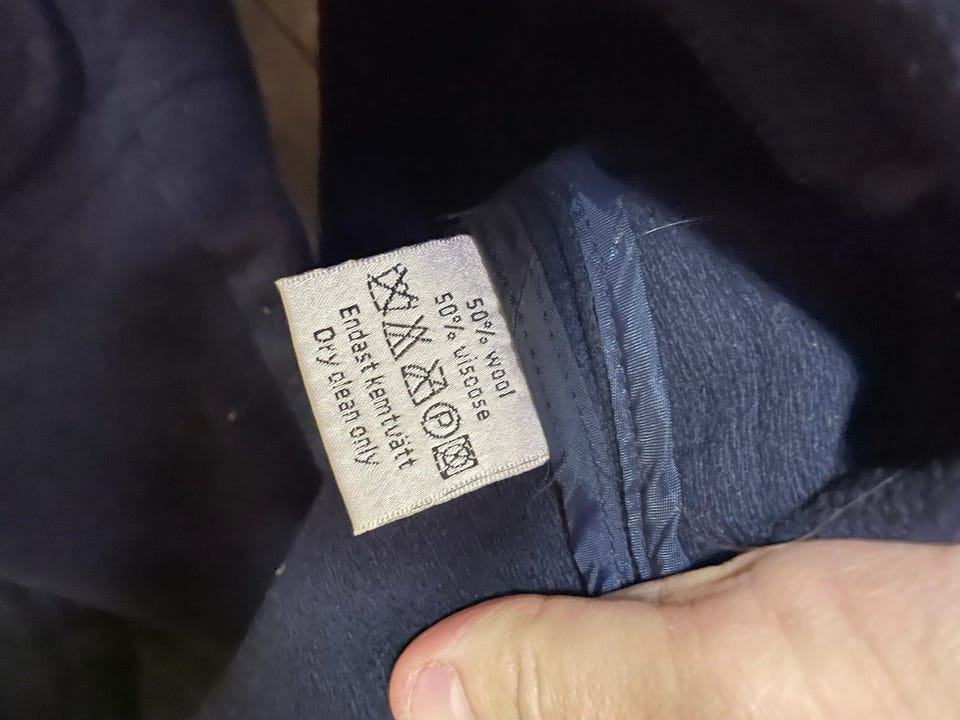 50% wool
50% viscose
P
Endast kemtvätt
Dry clean only